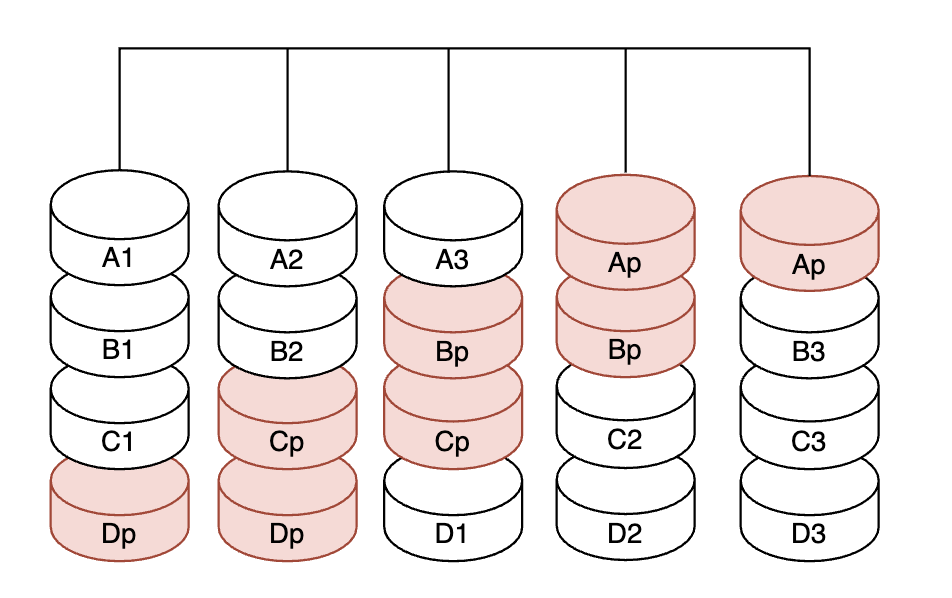 A1 A2 A3 Ap Ap
B1 B2 Bp Bp B3
C1 Cp Cp C2 C3
Dp Dp D1 D2 D3